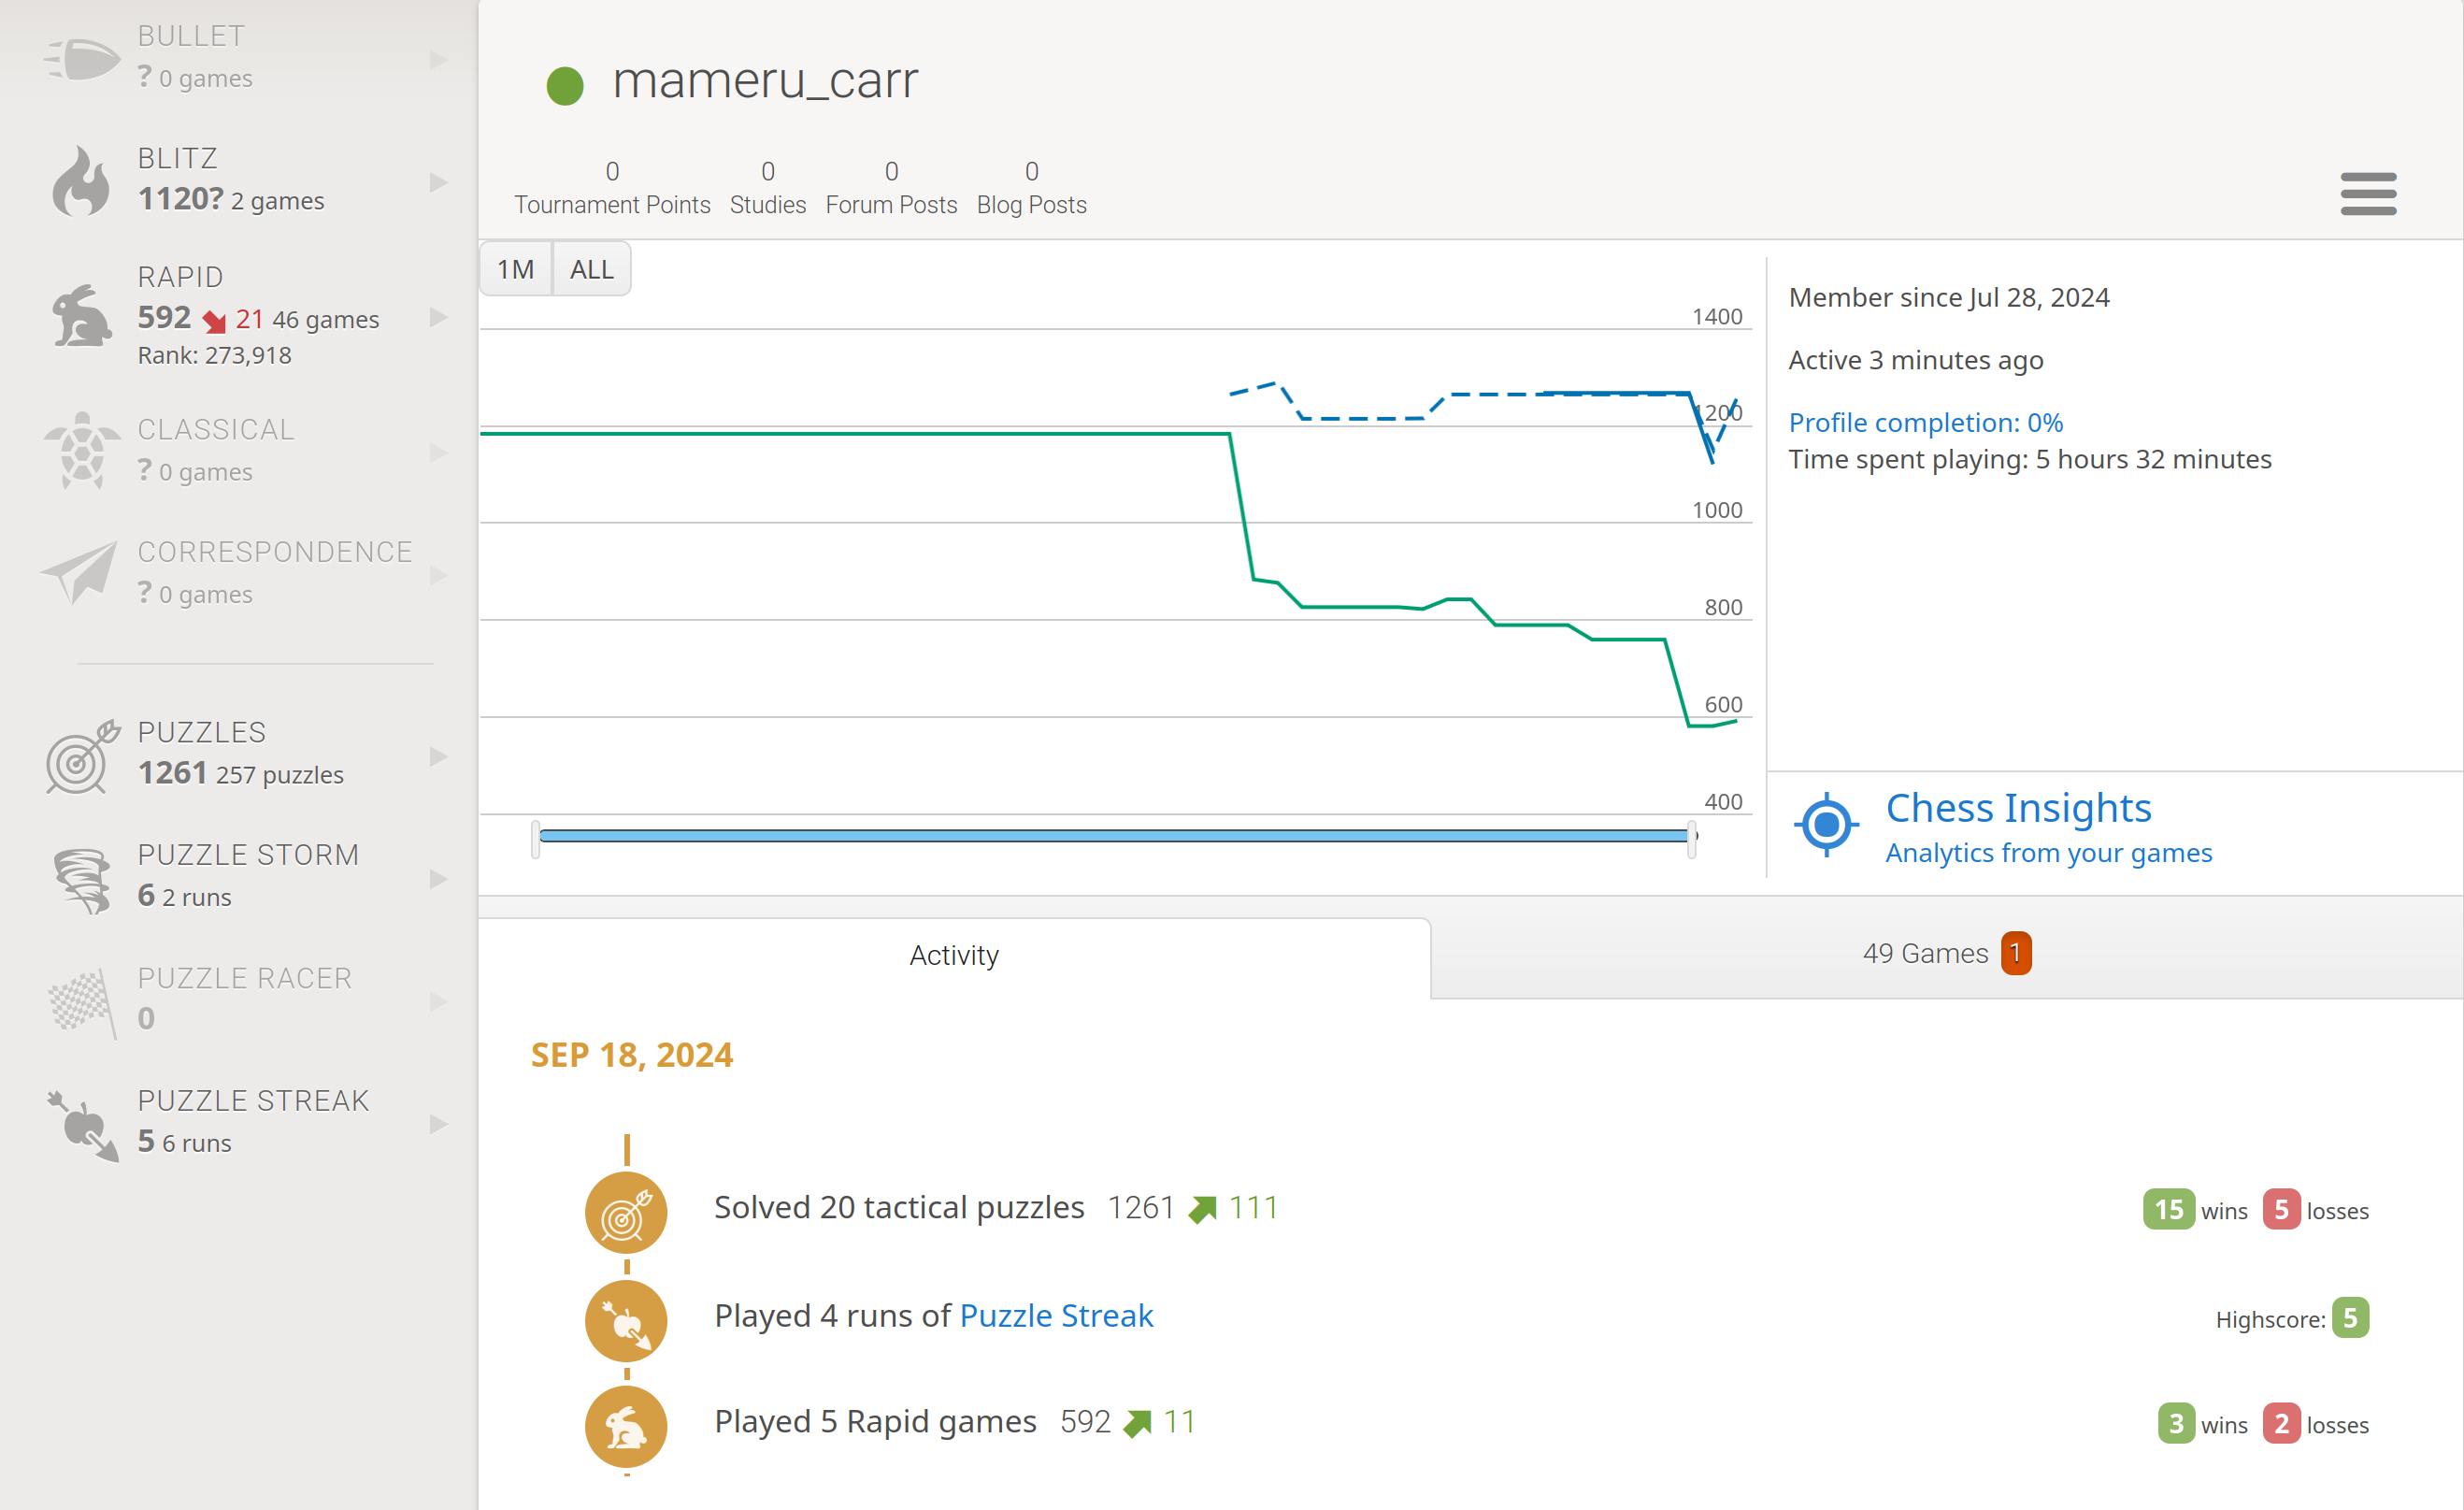 BULLET
? 0 games
BLITZ
1120? 2 games
RAPID
592 21 46 games
Rank: 273,918
CLASSICAL
? 0 games
CORRESPONDENCE
? 0 games
PUZZLES
1261 257 puzzles
PUZZLE STORM
6 2 runs
PUZZLE RACER
0
PUZZLE STREAK
5 6 runs
mameru_carr
0 0 0 0
Tournament Points Studies Forum Posts Blog Posts
1M ALL
1400
1200
1000
800
600
400
Member since Jul 28, 2024
Active 3 minutes ago
Profile completion: 0%
Time spent playing: 5 hours 32 minutes
Chess Insights
Analytics from your games
Activity
49 Games 1
SEP 18, 2024
Solved 20 tactical puzzles 1261 111 15 wins 5 losses
Played 4 runs of Puzzle Streak Highscore: 5
Played 5 Rapid games 592 11 3 wins 2 losses